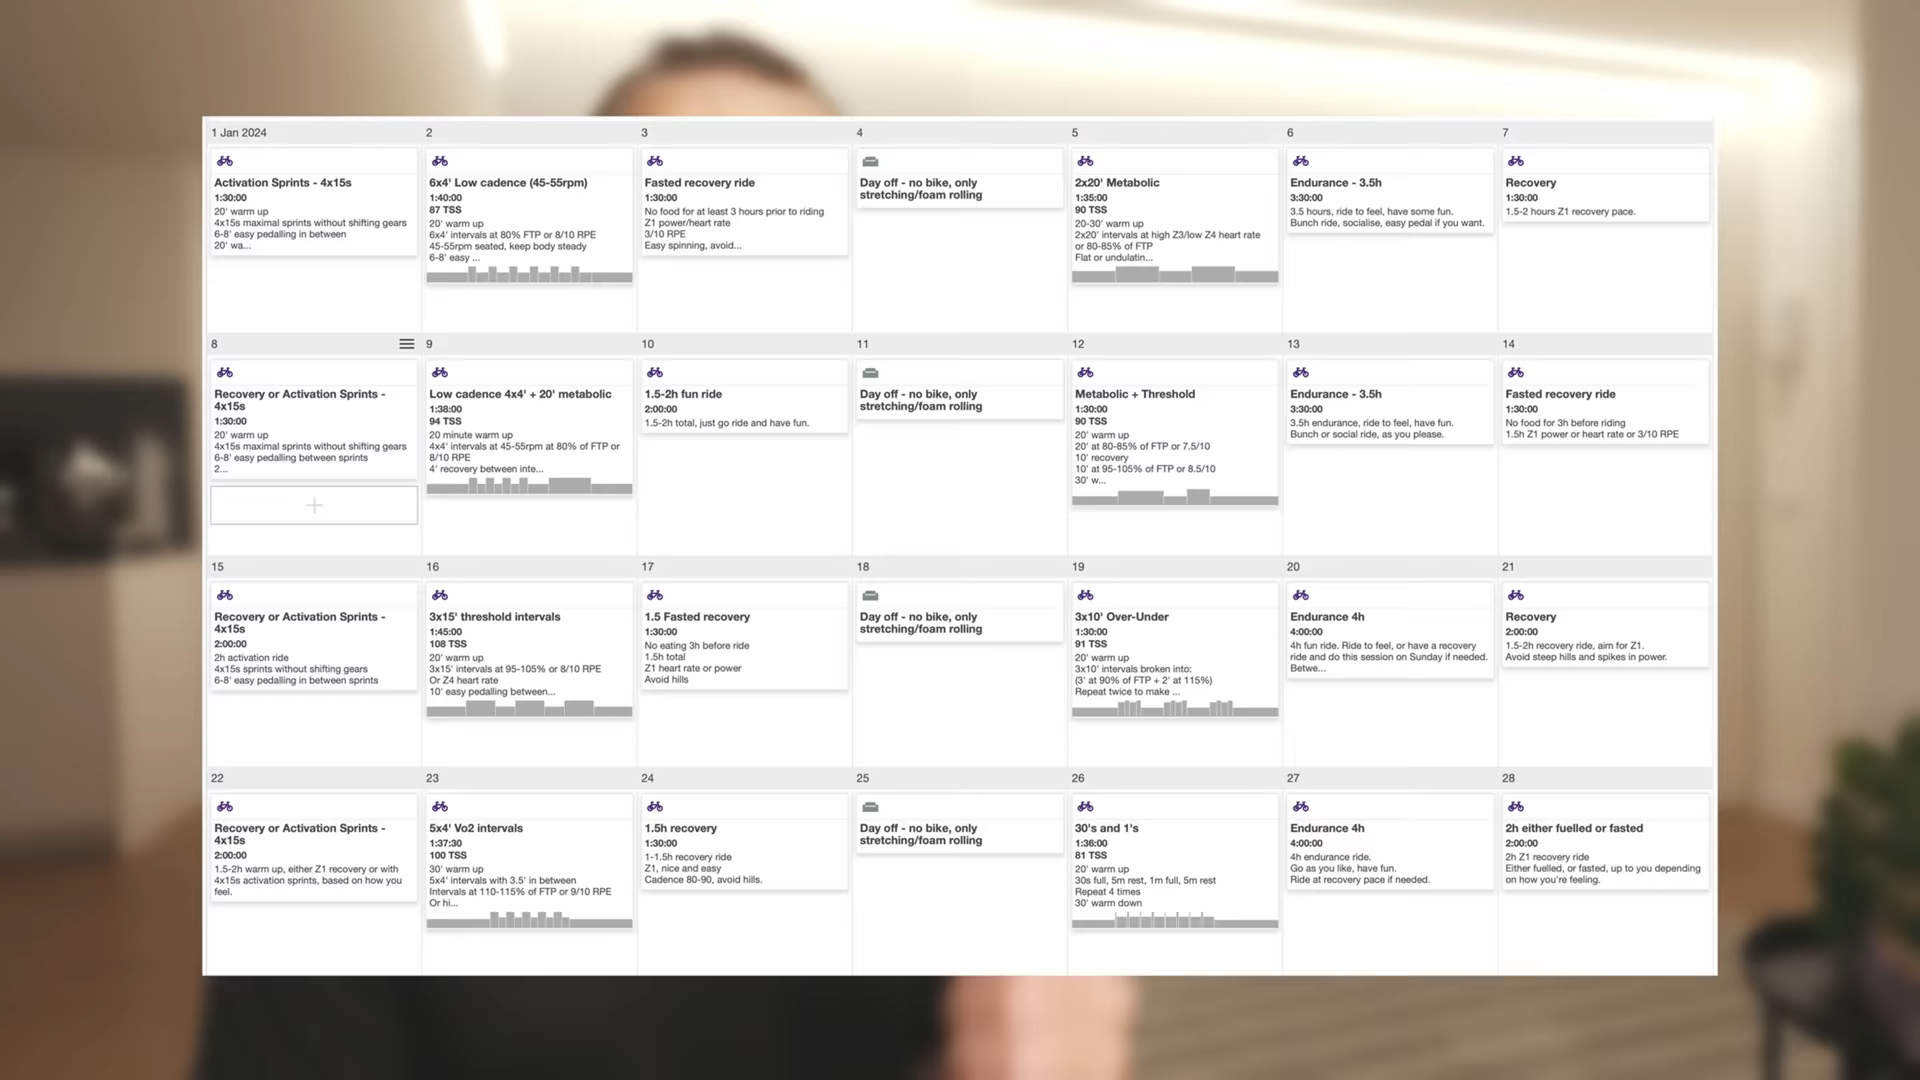 1 Jan 2024
2
3
4
5
6
7
Activation Sprints - 4x15s
1:30:00
20' warm up
4x15s maximal sprints without shifting gears
6-8' easy pedalling in between
20' wa...
6x4' Low cadence (45-55rpm)
1:40:00
87 TSS
20' warm up
6x4' intervals at 80% FTP or 8/10 RPE
45-55rpm seated, keep body steady
6-8' easy ...
Fasted recovery ride
1:30:00
No food for at least 3 hours prior to riding
Z1 power/heart rate
3/10 RPE
Easy spinning, avoid...
Day off - no bike, only
stretching/foam rolling
2x20' Metabolic
1:35:00
90 TSS
20-30' warm up
2x20' intervals at high Z3/low Z4 heart rate
or 80-85% of FTP
Flat or undulatin...
Endurance - 3.5h
3:30:00
3.5 hours, ride to feel, have some fun.
Bunch ride, socialise, easy pedal if you want.
Recovery
1:30:00
1.5-2 hours Z1 recovery pace.
8
9
10
11
12
13
14
Recovery or Activation Sprints -
4x15s
1:30:00
20' warm up
4x15s maximal sprints without shifting gears
6-8' easy pedalling between sprints
2...
Low cadence 4x4' + 20' metabolic
1:38:00
94 TSS
20 minute warm up
4x4' intervals at 45-55rpm at 80% of FTP or
8/10 RPE
4' recovery between inte...
1.5-2h fun ride
2:00:00
1.5-2h total, just go ride and have fun.
Day off - no bike, only
stretching/foam rolling
Metabolic + Threshold
1:30:00
90 TSS
20' warm up
20' at 80-85% of FTP or 7.5/10
10' recovery
10' at 95-105% of FTP or 8.5/10
30' w...
Endurance - 3.5h
3:30:00
3.5h endurance, ride to feel, have fun.
Bunch or social ride, as you please.
Fasted recovery ride
1:30:00
No food for 3h before riding
1.5h Z1 power or heart rate or 3/10 RPE
15
16
17
18
19
20
21
Recovery or Activation Sprints -
4x15s
2:00:00
2h activation ride
4x15s sprints without shifting gears
6-8' easy pedalling in between sprints
3x15' threshold intervals
1:45:00
108 TSS
20' warm up
3x15' intervals at 95-105% or 8/10 RPE
Or Z4 heart rate
10' easy pedalling between...
1.5 Fasted recovery
1:30:00
No eating 3h before ride
1.5h total
Z1 heart rate or power
Avoid hills
Day off - no bike, only
stretching/foam rolling
3x10' Over-Under
1:30:00
91 TSS
20' warm up
3x10' intervals broken into:
(3' at 90% of FTP + 2' at 115%)
Repeat twice to make ...
Endurance 4h
4:00:00
4h fun ride. Ride to feel, or have a recovery
ride and do this session on Sunday if needed.
Betwe...
Recovery
2:00:00
1.5-2h recovery ride, aim for Z1.
Avoid steep hills and spikes in power.
22
23
24
25
26
27
28
Recovery or Activation Sprints -
4x15s
2:00:00
1.5-2h warm up, either Z1 recovery or with
4x15s activation sprints, based on how you
feel.
5x4' Vo2 intervals
1:37:30
100 TSS
30' warm up
5x4' intervals with 3.5' in between
Intervals at 110-115% of FTP or 9/10 RPE
Or hi...
1.5h recovery
1:30:00
1-1.5h recovery ride
Z1, nice and easy
Cadence 80-90, avoid hills.
Day off - no bike, only
stretching/foam rolling
30's and 1's
1:36:00
81 TSS
20' warm up
30s full, 5m rest, 1m full, 5m rest
Repeat 4 times
30' warm down
Endurance 4h
4:00:00
4h endurance ride.
Go as you like, have fun.
Ride at recovery pace if needed.
2h either fuelled or fasted
2:00:00
2h Z1 recovery ride
Either fuelled, or fasted, up to you depending
on how you're feeling.